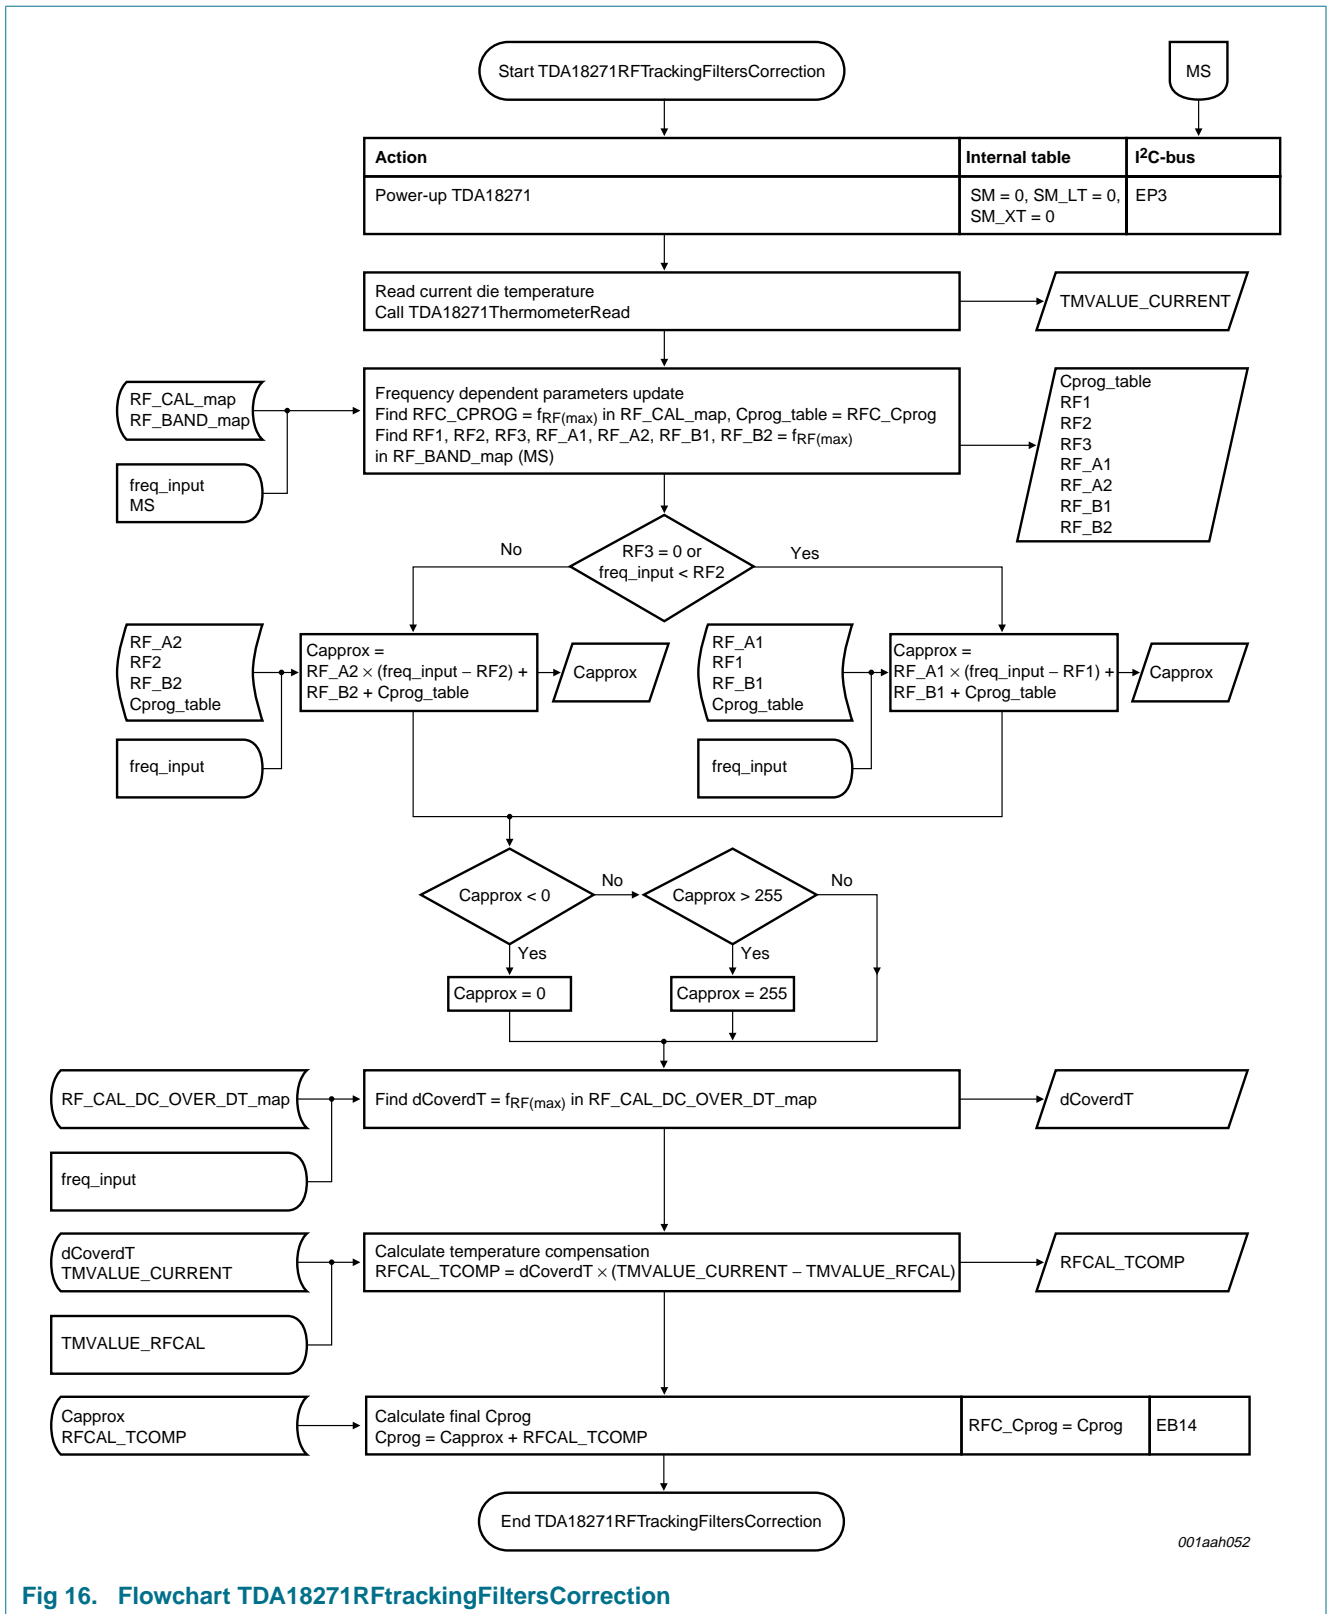 Start TDA18271RFTrackingFiltersCorrection
MS
Action
Internal table
I²C-bus
Power-up TDA18271
SM = 0, SM_LT = 0,
SM_XT = 0
EP3
Read current die temperature
Call TDA18271ThermometerRead
TMVALUE_CURRENT
RF_CAL_map
RF_BAND_map
freq_input
MS
Frequency dependent parameters update
Find RFC_CPROG = fRF(max) in RF_CAL_map, Cprog_table = RFC_Cprog
Find RF1, RF2, RF3, RF_A1, RF_A2, RF_B1, RF_B2 = fRF(max)
in RF_BAND_map (MS)
Cprog_table
RF1
RF2
RF3
RF_A1
RF_A2
RF_B1
RF_B2
No
RF3 = 0 or
freq_input < RF2
Yes
RF_A2
RF2
RF_B2
Cprog_table
freq_input
Capprox =
RF_A2 × (freq_input − RF2) +
RF_B2 + Cprog_table
Capprox
RF_A1
RF1
RF_B1
Cprog_table
freq_input
Capprox =
RF_A1 × (freq_input − RF1) +
RF_B1 + Cprog_table
Capprox
Capprox < 0
No
Capprox > 255
No
Yes
Yes
Capprox = 0
Capprox = 255
RF_CAL_DC_OVER_DT_map
freq_input
Find dCoverdT = fRF(max) in RF_CAL_DC_OVER_DT_map
dCoverdT
dCoverdT
TMVALUE_CURRENT
TMVALUE_RFCAL
Calculate temperature compensation
RFCAL_TCOMP = dCoverdT × (TMVALUE_CURRENT − TMVALUE_RFCAL)
RFCAL_TCOMP
Capprox
RFCAL_TCOMP
Calculate final Cprog
Cprog = Capprox + RFCAL_TCOMP
RFC_Cprog = Cprog
EB14
End TDA18271RFTrackingFiltersCorrection
001aah052
Fig 16. Flowchart TDA18271RFtrackingFiltersCorrection